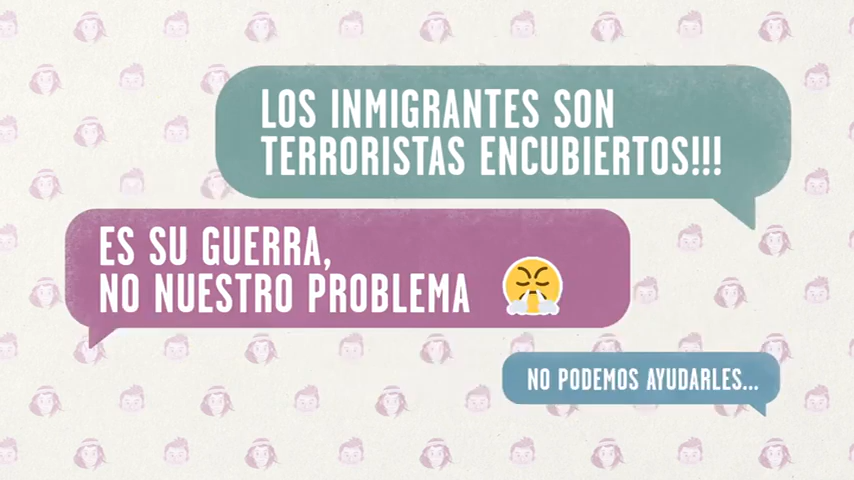 LOS INMIGRANTES SON
TERRORISTAS ENCUBIERTOS!!!
ES SU GUERRA,
NO NUESTRO PROBLEMA
NO PODEMOS AYUDARLES...